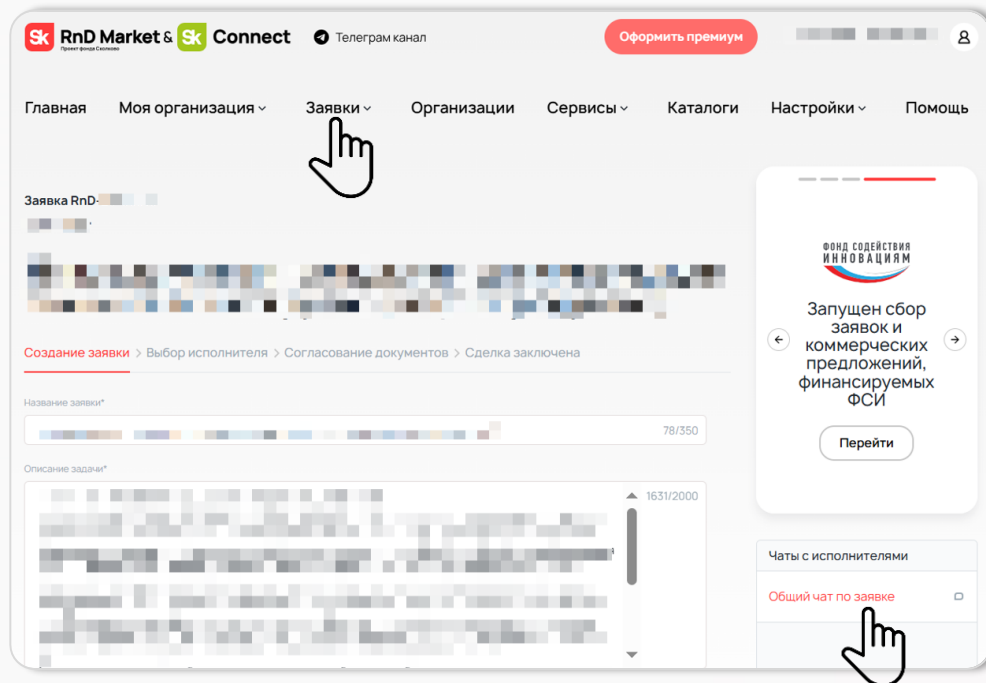 Sk RnD Market & Sk Connect
Проект фонда Сколково
Телеграм канал
Оформить премиум
Главная Моя организация Заявки Организации Сервисы Каталоги Настройки Помощь
Заявка RnD-
Создание заявки > Выбор исполнителя > Согласование документов > Сделка заключена
Название заявки*
78/350
Описание задачи*
1631/2000
ФОНД СОДЕЙСТВИЯ
ИННОВАЦИЯМ
Запущен сбор
заявок и
коммерческих
предложений,
финансируемых
ФСИ
Перейти
Чаты с исполнителями
Общий чат по заявке